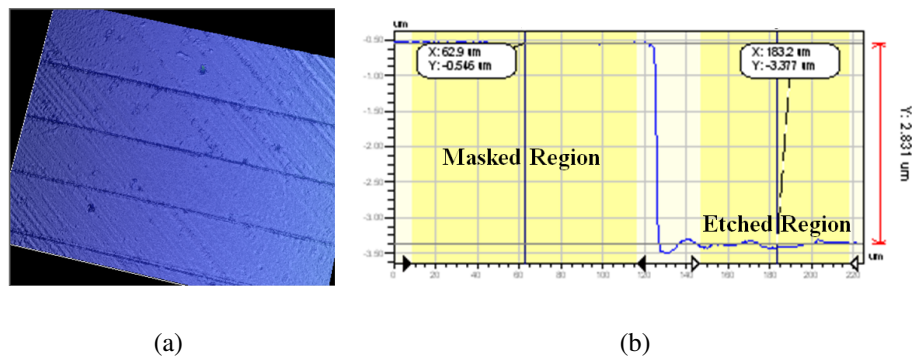 um
-0.50
X: 62.9 um
Y: -0.546 um
X: 183.2 um
Y: -3.377 um
-1.00
-1.50
-2.00
-2.50
-3.00
-3.50
Masked Region
Etched Region
Y: 2.831 um
0 20 40 60 80 100 120 140 160 180 200 220
um
(a)
(b)